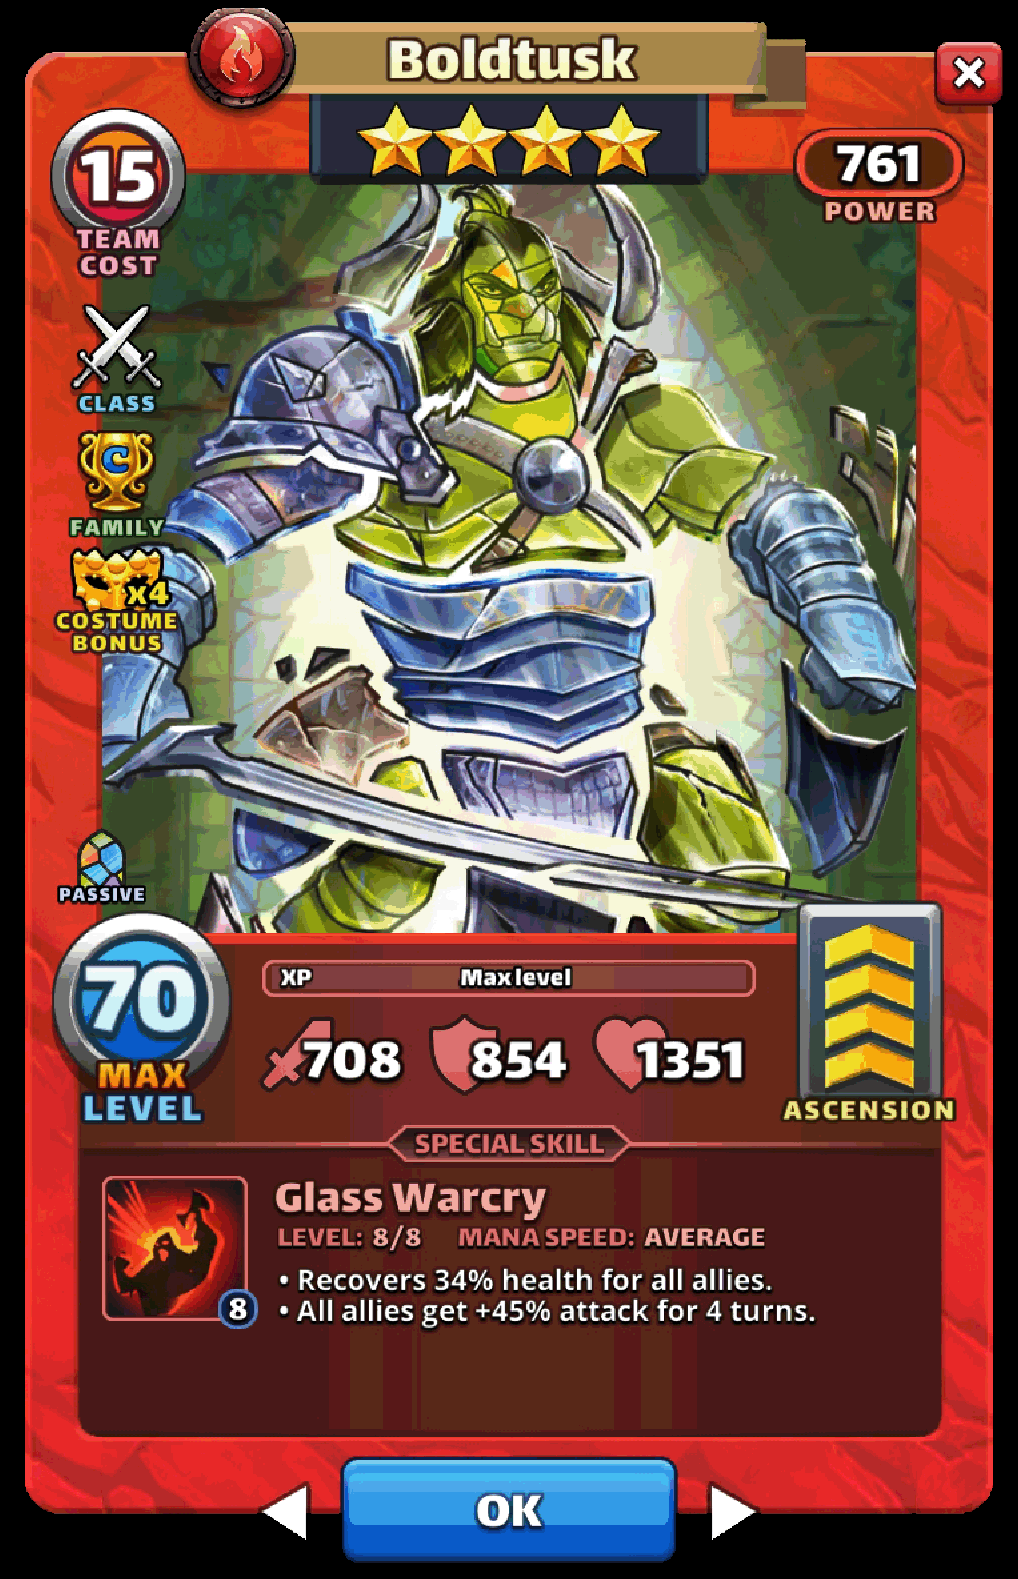 Boldtusk
15
TEAM
COST
761
POWER
CLASS
C
FAMILY
x4
COSTUME
BONUS
PASSIVE
70
MAX
LEVEL
XP Max level
708 854 1351
ASCENSION
SPECIAL SKILL
Glass Warcry
LEVEL: 8/8 MANA SPEED: AVERAGE
8
• Recovers 34% health for all allies.
• All allies get +45% attack for 4 turns.
OK